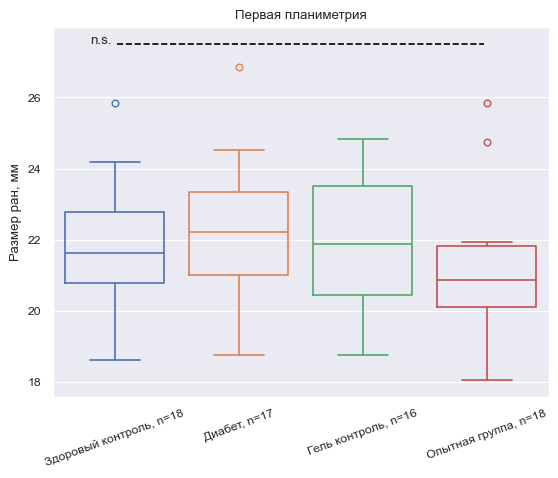 Первая планиметрия
n.s.
Размер ран, мм
26
24
22
20
18
Здоровый контроль, n=18
Диабет, n=17
Гель контроль, n=16
Опытная группа, n=18